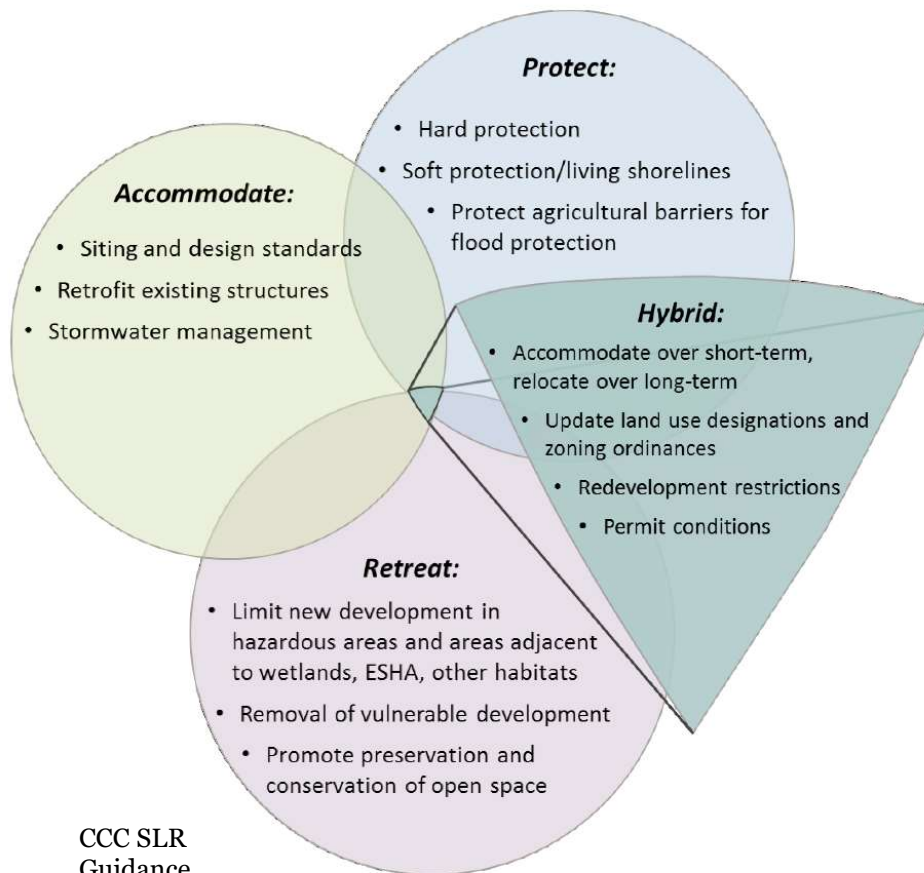 Protect:
• Hard protection
• Soft protection/living shorelines
• Protect agricultural barriers for
flood protection
Accommodate:
• Siting and design standards
• Retrofit existing structures
• Stormwater management
Hybrid:
• Accommodate over short-term,
relocate over long-term
• Update land use designations and
zoning ordinances
• Redevelopment restrictions
• Permit conditions
Retreat:
• Limit new development in
hazardous areas and areas adjacent
to wetlands, ESHA, other habitats
• Removal of vulnerable development
• Promote preservation and
conservation of open space
CCC SLR
Guidance